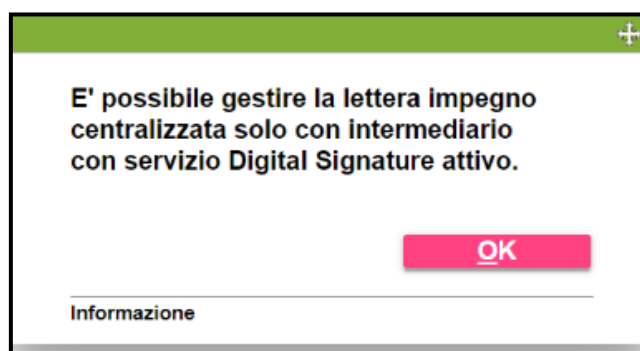 E' possibile gestire la lettera impegno
centralizzata solo con intermediario
con servizio Digital Signature attivo.
OK
Informazione